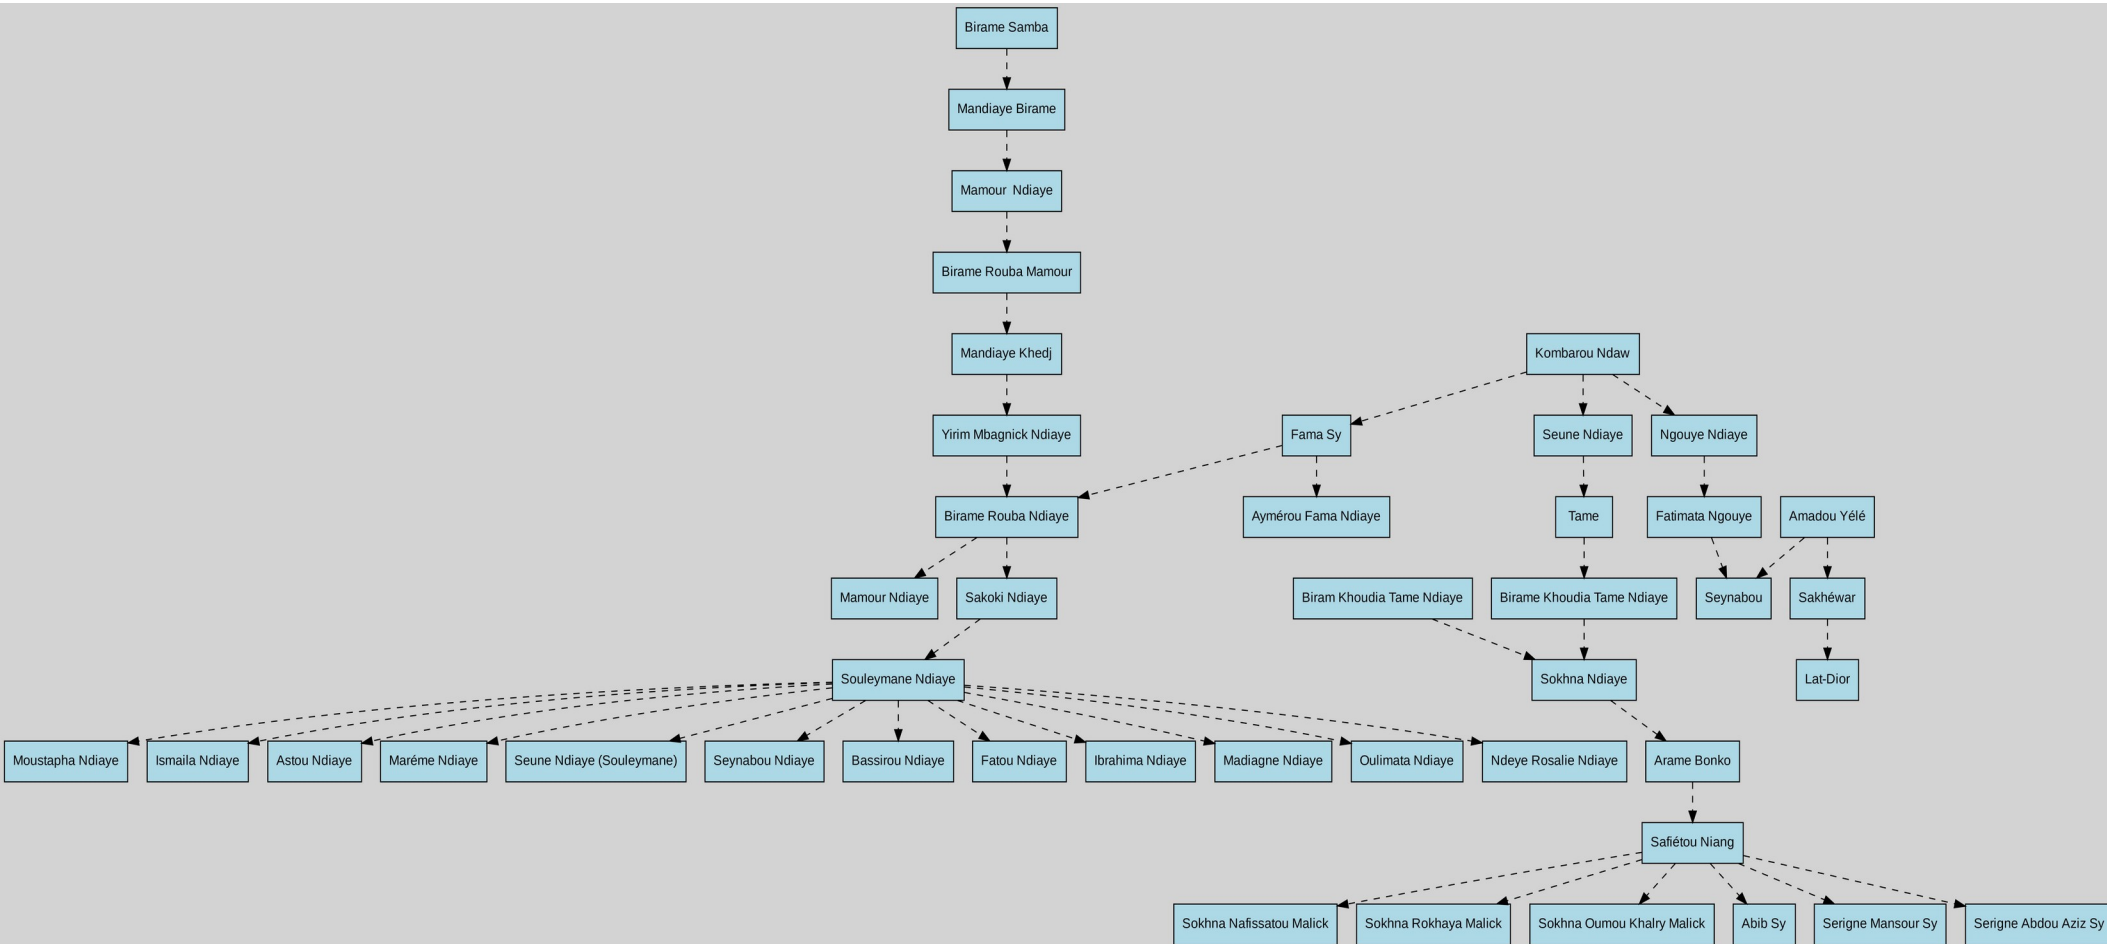 Birame Samba
Mandiaye Birame
Mamour  Ndiaye
Birame Rouba Mamour
Mandiaye Khedj
Kombarou Ndaw
Yirim Mbagnick Ndiaye
Fama Sy
Seune Ndiaye
Ngouye Ndiaye
Birame Rouba Ndiaye
Aymérou Fama Ndiaye
Tame
Fatimata Ngouye
Amadou Yélé
Mamour Ndiaye
Sakoki Ndiaye
Biram Khoudia Tame Ndiaye
Birame Khoudia Tame Ndiaye
Seynabou
Sakhéwar
Souleymane Ndiaye
Sokhna Ndiaye
Lat-Dior
Moustapha Ndiaye
Ismaila Ndiaye
Astou Ndiaye
Maréme Ndiaye
Seune Ndiaye (Souleymane)
Seynabou Ndiaye
Bassirou Ndiaye
Fatou Ndiaye
Ibrahima Ndiaye
Madiagne Ndiaye
Oulimata Ndiaye
Ndeye Rosalie Ndiaye
Arame Bonko
Safiétou Niang
Sokhna Nafissatou Malick
Sokhna Rokhaya Malick
Sokhna Oumou Khalry Malick
Abib Sy
Serigne Mansour Sy
Serigne Abdou Aziz Sy